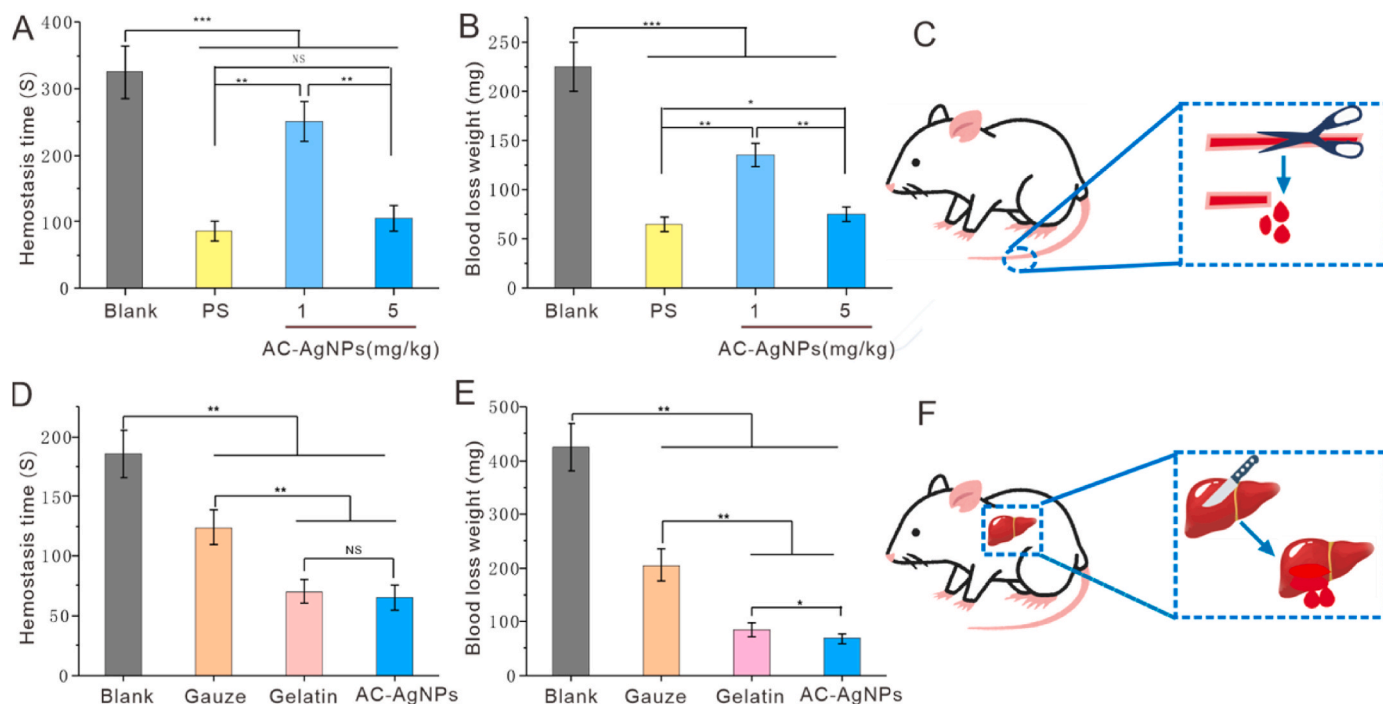 A
Hemostasis time (S)
400
300
200
100
0
***
NS
**
**
Blank
PS
1
5
AC-AgNPs(mg/kg)
B
Blood loss weight (mg)
250
200
150
100
50
0
***
*
**
**
Blank
PS
1
5
AC-AgNPs(mg/kg)
C
D
Hemostasis time (S)
200
150
100
50
0
**
**
NS
Blank
Gauze
Gelatin
AC-AgNPs
E
Blood loss weight (mg)
500
400
300
200
100
0
**
**
*
Blank
Gauze
Gelatin
AC-AgNPs
F